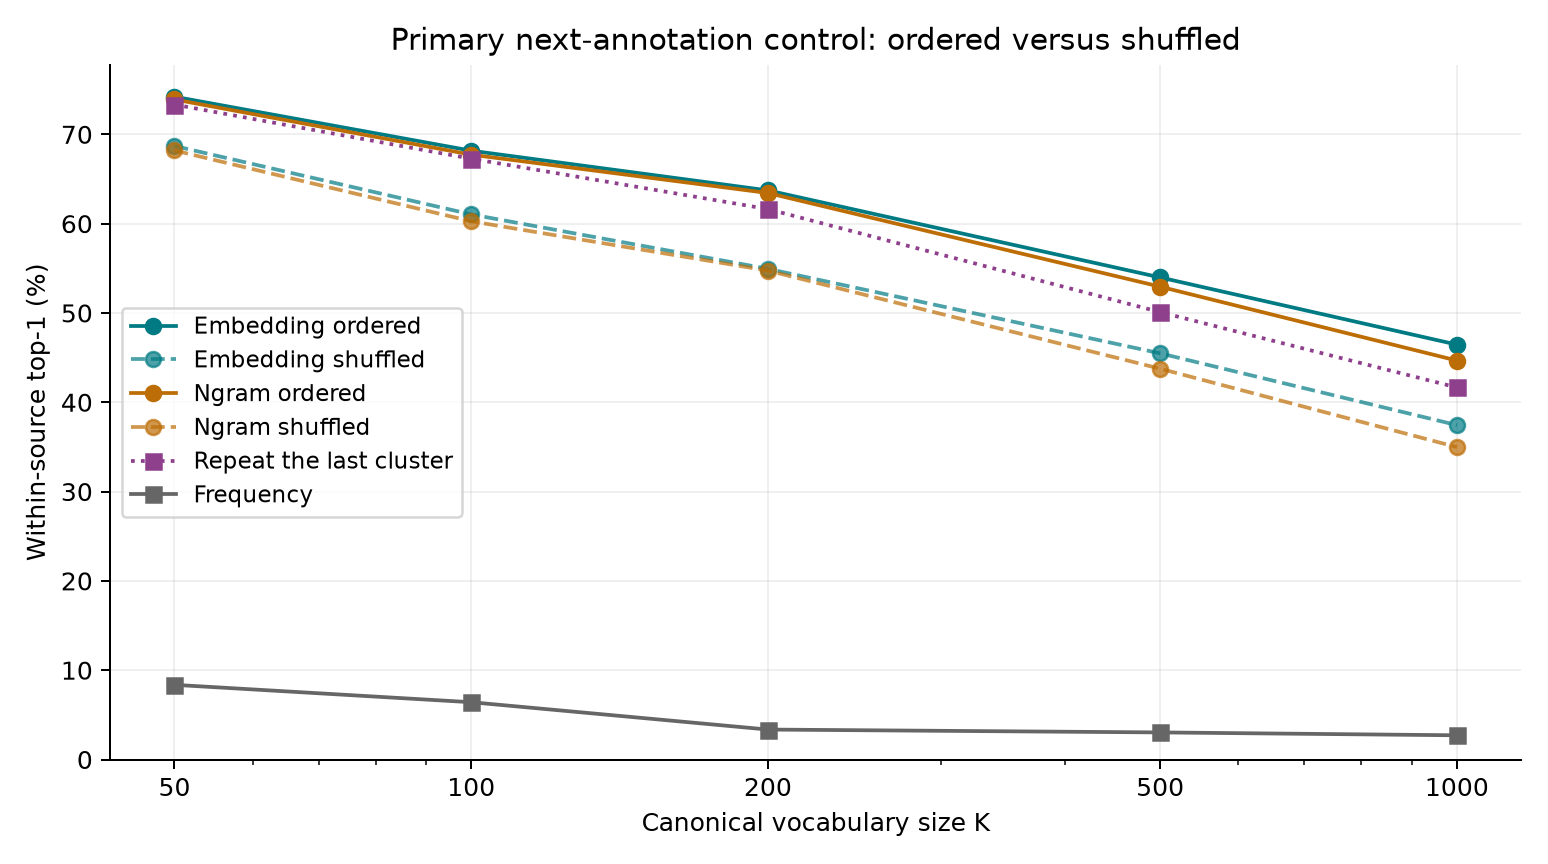 Primary next-annotation control: ordered versus shuffled
Within-source top-1 (%)
70
60
50
40
30
20
10
0
Embedding ordered
Embedding shuffled
Ngram ordered
Ngram shuffled
Repeat the last cluster
Frequency
50 100 200 500 1000
Canonical vocabulary size K